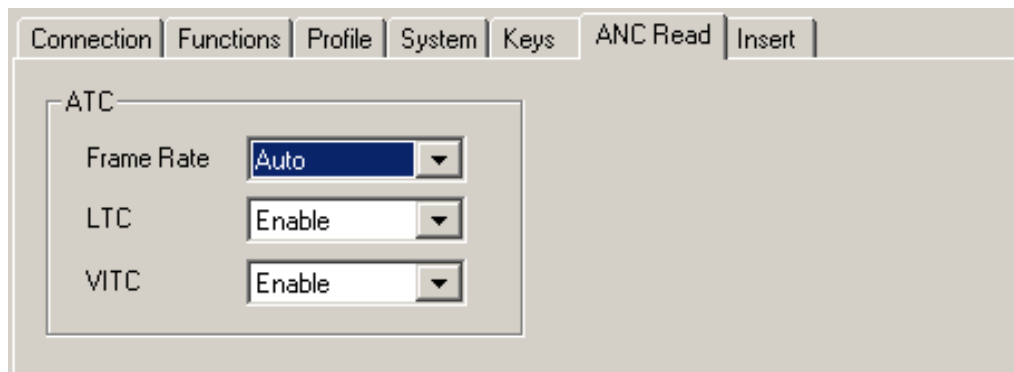 Connection Functions Profile System Keys ANC Read Insert
ATC
Frame Rate Auto
LTC Enable
VITC Enable